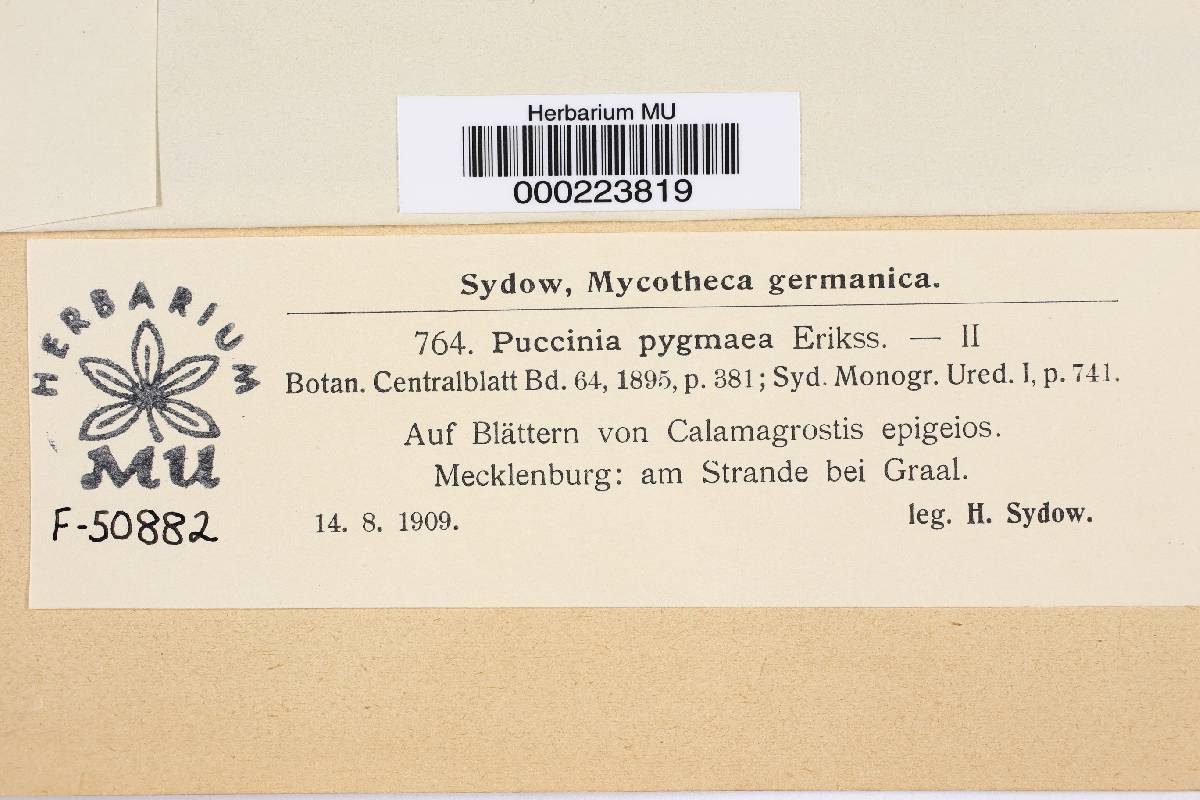 Herbarium MU
000223819
Sydow, Mycotheca germanica.
764. Puccinia pygmaea Erikss. — II
Botan. Centralblatt Bd. 64, 1895, p. 381; Syd. Monogr. Ured. I, p. 741.
Auf Blättern von Calamagrostis epigeios.
Mecklenburg: am Strande bei Graal.
14. 8. 1909.
leg. H. Sydow.
HERBARIUM
MU
F-50882